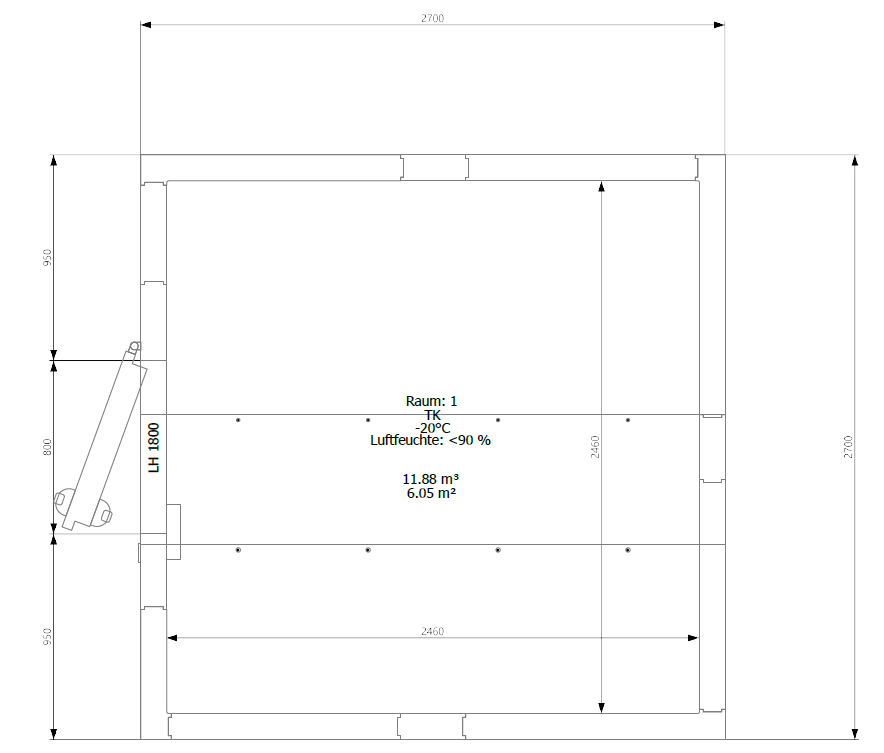 2700
950
800
950
LH 1800
Raum: 1
TK
-20°C
Luftfeuchte: <90 %
11.88 m³
6.05 m²
2460
2460
2700